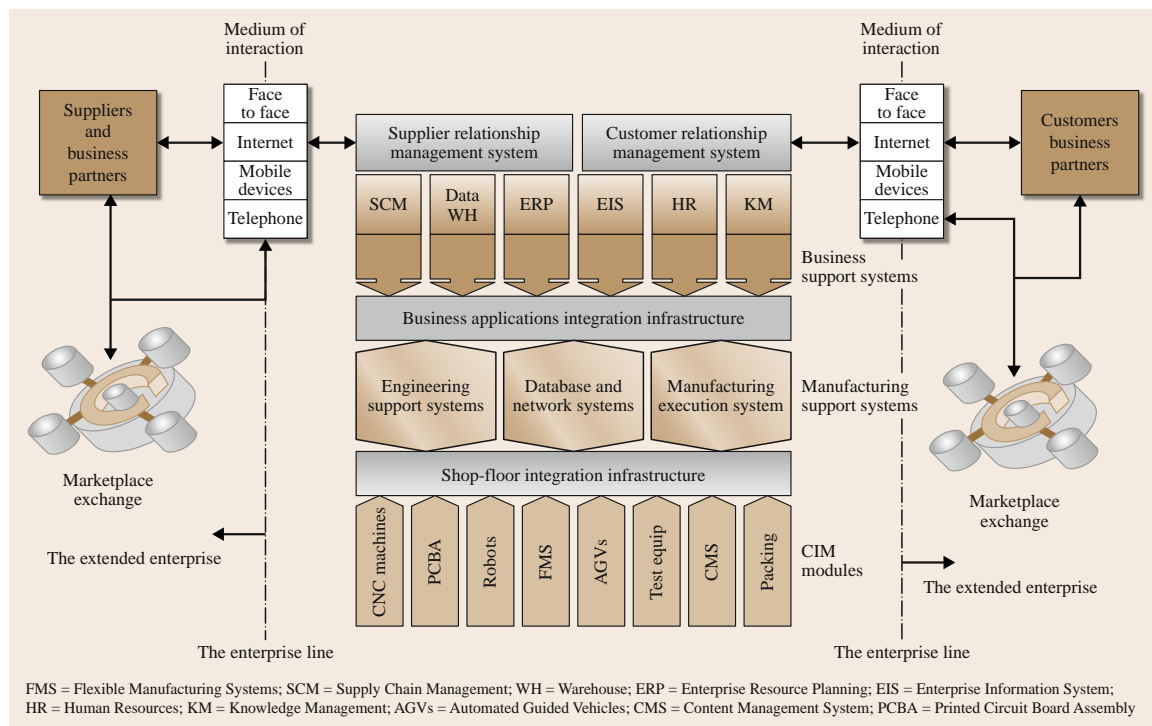 Medium of
interaction
Medium of
interaction
Suppliers
and
business
partners
Face
to face
Internet
Mobile
devices
Telephone
Supplier relationship
management system
Customer relationship
management system
Face
to face
Internet
Mobile
devices
Telephone
Customers
business
partners
SCM
Data
WH
ERP
EIS
HR
KM
Business
support systems
Business applications integration infrastructure
Engineering
support systems
Database and
network systems
Manufacturing
execution system
Manufacturing
support systems
Shop-floor integration infrastructure
Marketplace
exchange
Marketplace
exchange
CNC machines
PCBA
Robots
FMS
AGVs
Test equip
CMS
Packing
CIM
modules
The extended enterprise
The extended enterprise
The enterprise line
The enterprise line
FMS = Flexible Manufacturing Systems; SCM = Supply Chain Management; WH = Warehouse; ERP = Enterprise Resource Planning; EIS = Enterprise Information System;
HR = Human Resources; KM = Knowledge Management; AGVs = Automated Guided Vehicles; CMS = Content Management System; PCBA = Printed Circuit Board Assembly